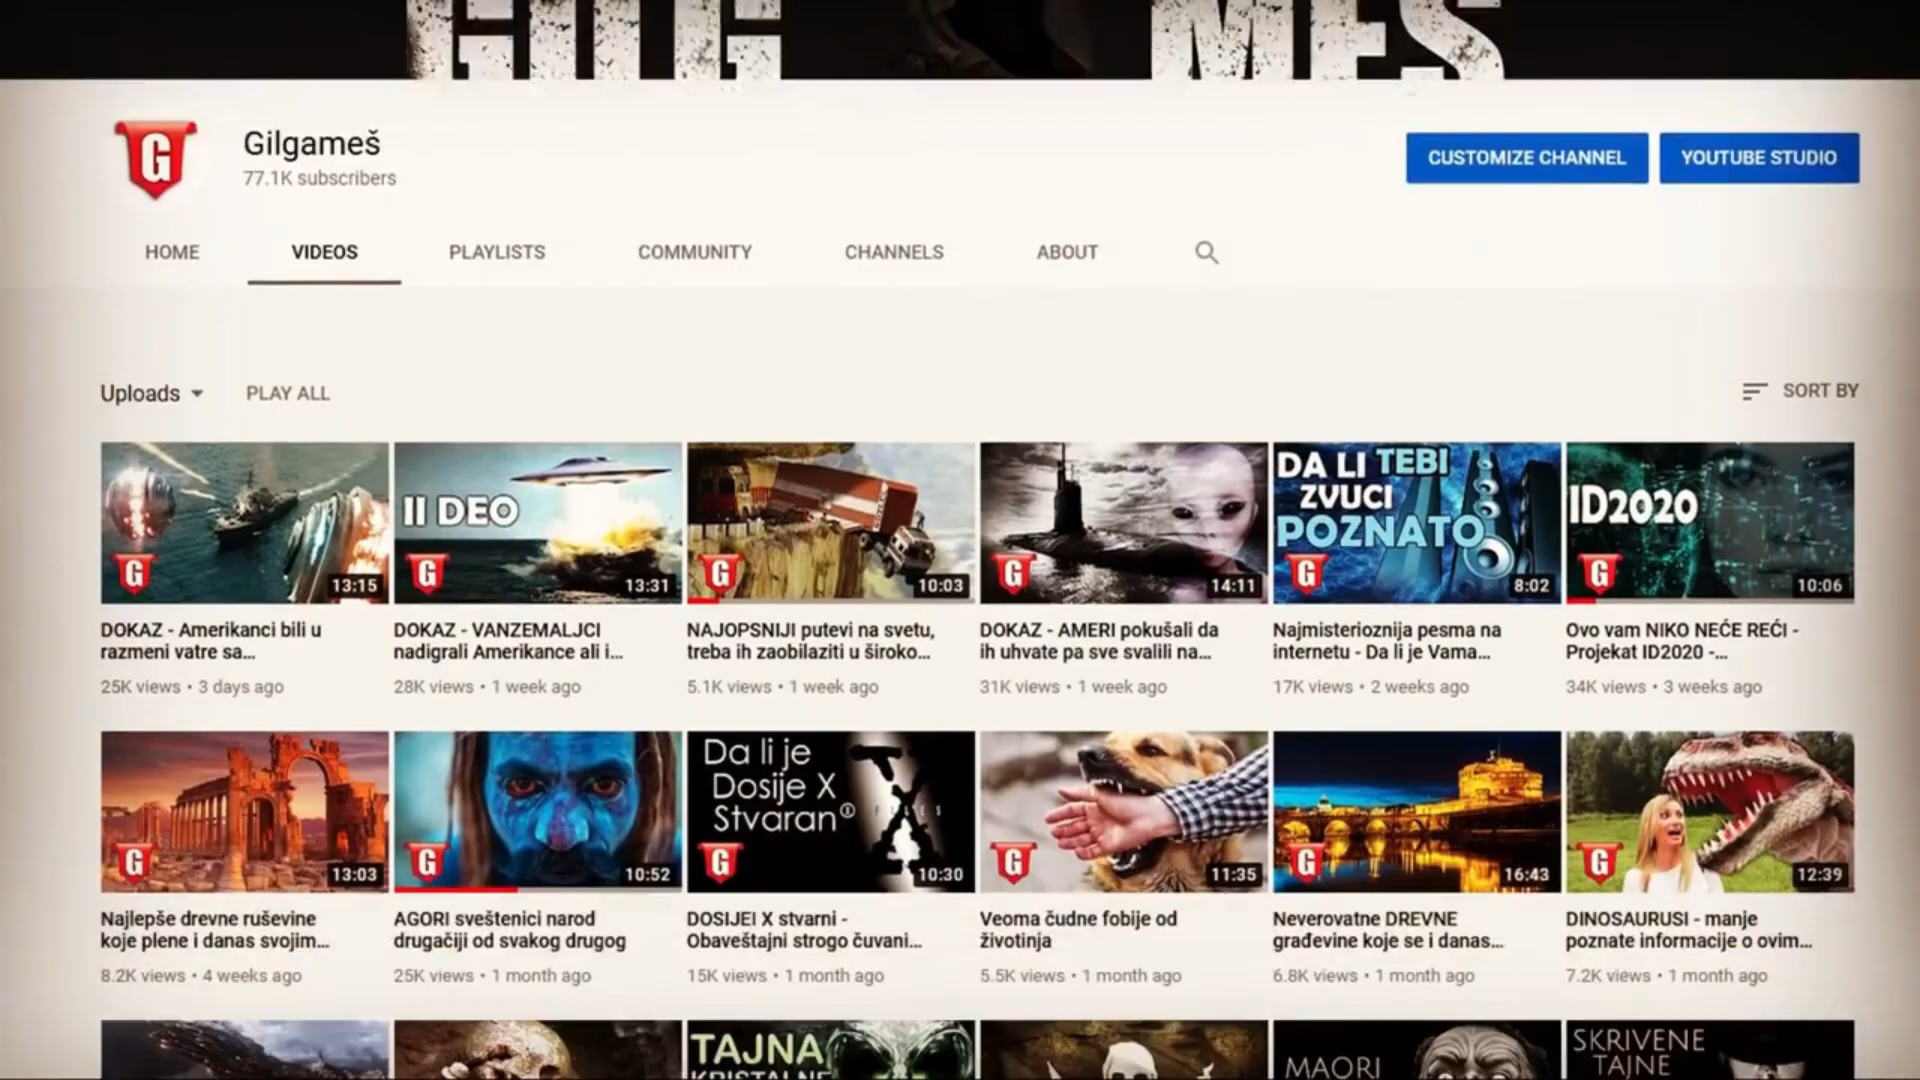 GILG MEŠ
G
Gilgameš
77.1K subscribers
CUSTOMIZE CHANNEL
YOUTUBE STUDIO
HOME
VIDEOS
PLAYLISTS
COMMUNITY
CHANNELS
ABOUT
Uploads
PLAY ALL
SORT BY
G
13:15
II DEO
G
13:31
G
10:03
G
14:11
DA LI TEBI
ZVUCI
POZNATO
G
8:02
ID2020
G
10:06
DOKAZ - Amerikanci bili u
razmeni vatre sa...
25K views • 3 days ago
DOKAZ - VANZEMALJCI
nadigrali Amerikance ali i...
28K views • 1 week ago
NAJOPSNIJI putevi na svetu,
treba ih zaobilaziti u široko...
5.1K views • 1 week ago
DOKAZ - AMERI pokušali da
ih uhvate pa sve svalili na...
31K views • 1 week ago
Najmisterioznija pesma na
internetu - Da li je Vama...
17K views • 2 weeks ago
Ovo vam NIKO NEĆE REĆI -
Projekat ID2020 -...
34K views • 3 weeks ago
G
13:03
G
10:52
Da li je
Dosije X
Stvaran®
FILES
G
10:30
G
11:35
G
16:43
G
12:39
Najlepše drevne ruševine
koje plene i danas svojim...
8.2K views • 4 weeks ago
AGORI sveštenici narod
drugačiji od svakog drugog
25K views • 1 month ago
DOSIJEI X stvarni -
Obaveštajni strogo čuvani...
15K views • 1 month ago
Veoma čudne fobije od
životinja
5.5K views • 1 month ago
Neverovatne DREVNE
građevine koje se i danas...
6.8K views • 1 month ago
DINOSAURUSI - manje
poznate informacije o ovim...
7.2K views • 1 month ago
TAJNA
KRISTALNE
MAORI
SKRIVENE
TAJNE